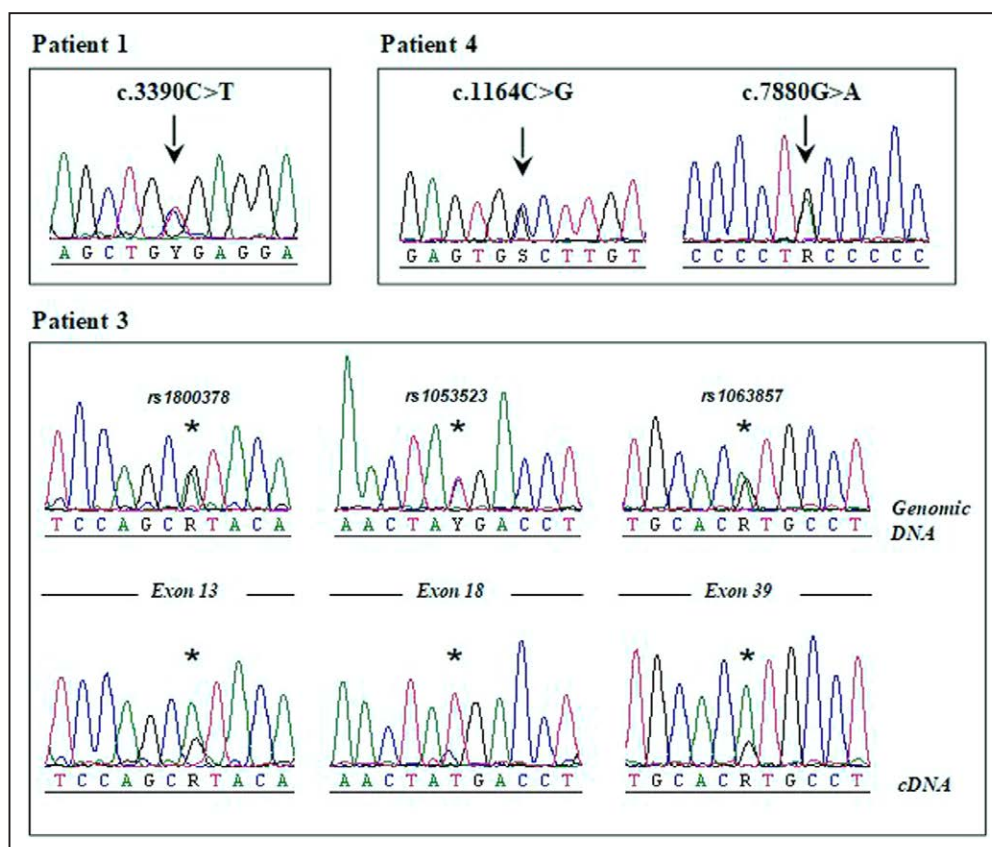 Patient 1
c.3390C>T
A G C T G Y G A G G A
Patient 4
c.1164C>G
c.7880G>A
G A G T G S C T T G T
C C C C T R C C C C C
Patient 3
rs1800378
rs1053523
rs1063857
*
*
*
T C C A G C R T A C A
A A C T A Y G A C C T
T G C A C R T G C C T
Genomic
DNA
Exon 13
Exon 18
Exon 39
*
*
*
T C C A G C R T A C A
A A C T A T G A C C T
T G C A C R T G C C T
cDNA